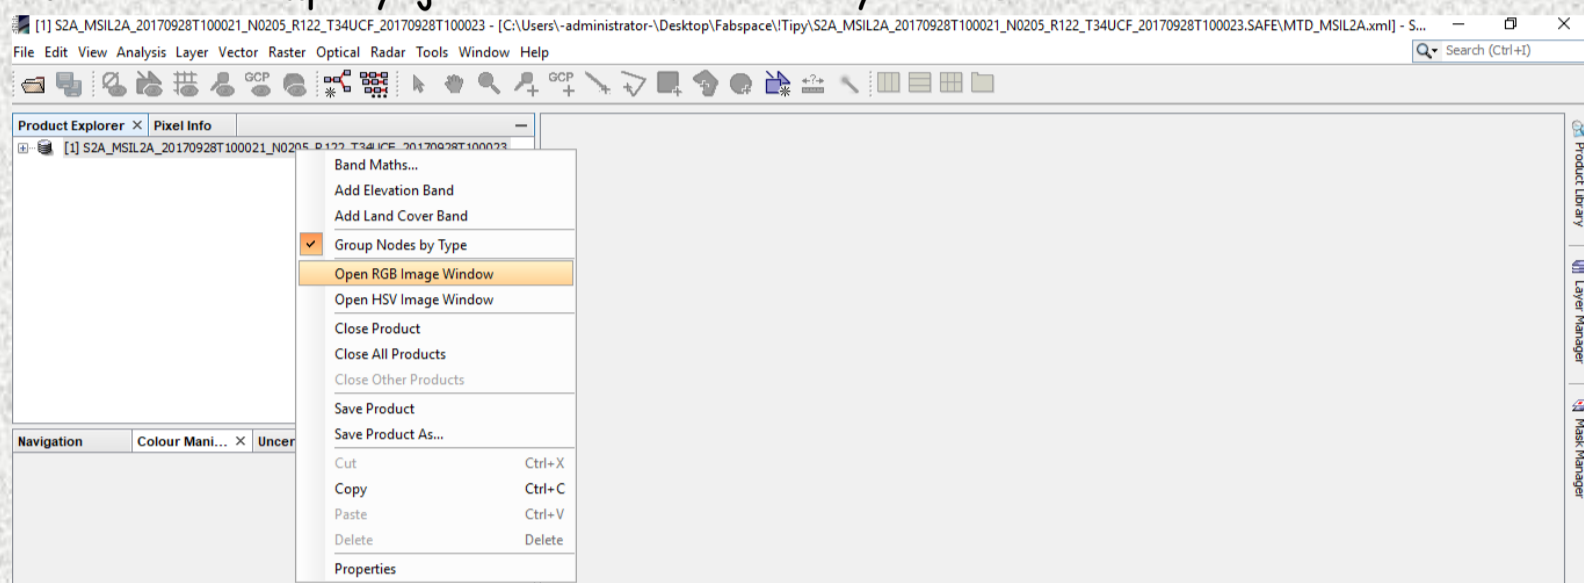 [1] S2A_MSIL2A_20170928T100021_N0205_R122_T34UCF_20170928T100023 - [C:\Users\-administrator-\Desktop\Fabspace\!Tipy\S2A_MSIL2A_20170928T100021_N0205_R122_T34UCF_20170928T100023.SAFE\MTD_MSIL2A.xml] - S...
File Edit View Analysis Layer Vector Raster Optical Radar Tools Window Help
Search (Ctrl+I)
GCP GCP
Product Explorer Pixel Info
[1] S2A_MSIL2A_20170928T100021_N0205_R122_T34UCF_20170928T100023
Band Maths...
Add Elevation Band
Add Land Cover Band
Group Nodes by Type
Open RGB Image Window
Open HSV Image Window
Close Product
Close All Products
Close Other Products
Save Product
Save Product As...
Cut Ctrl+X
Copy Ctrl+C
Paste Ctrl+V
Delete Delete
Properties
Navigation Colour Mani... Uncer
Product Library
Layer Manager
Mask Manager